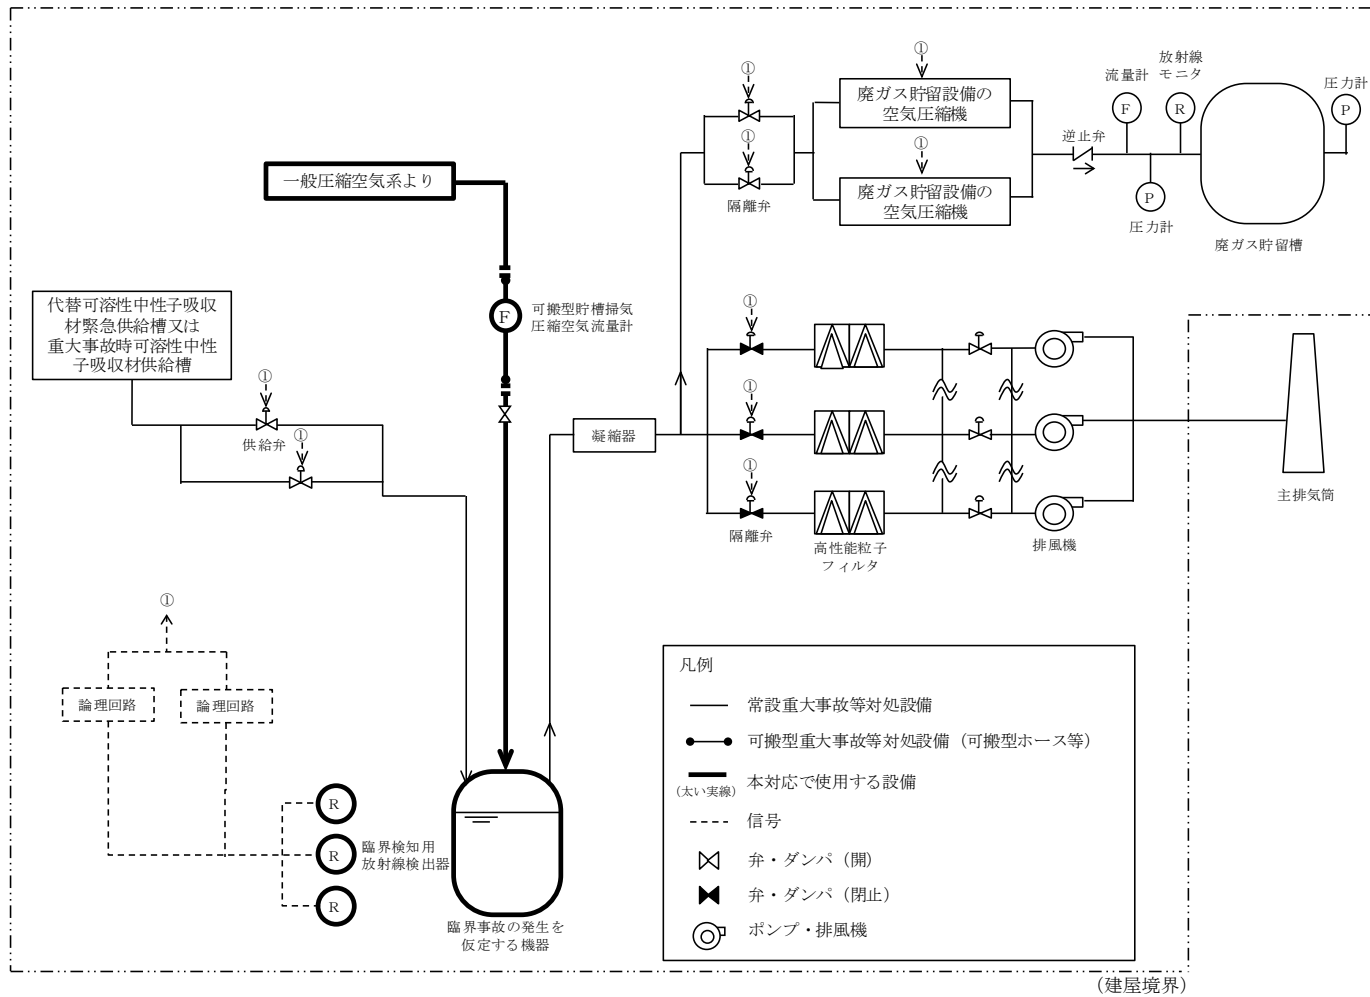 ①
放射線
流量計
モニタ
圧力計
①
廃ガス貯留設備の
空気圧縮機
F
R
P
①
①
逆止弁
一般圧縮空気系より
廃ガス貯留設備の
空気圧縮機
P
隔離弁
圧力計
廃ガス貯留槽
代替可溶性中性子吸収
材緊急供給槽又は
重大事故時可溶性中性
子吸収材供給槽
F
可搬型貯槽掃気
圧縮空気流量計
①
①
①
供給弁
①
凝縮器
①
隔離弁
高性能粒子
フィルタ
排風機
主排気筒
①
論理回路
論理回路
R
R
R
臨界検知用
放射線検出器
臨界事故の発生を
仮定する機器
凡例
常設重大事故等対処設備
可搬型重大事故等対処設備（可搬型ホース等）
本対応で使用する設備
（太い実線）
信号
弁・ダンパ（開）
弁・ダンパ（閉止）
ポンプ・排風機
（建屋境界）